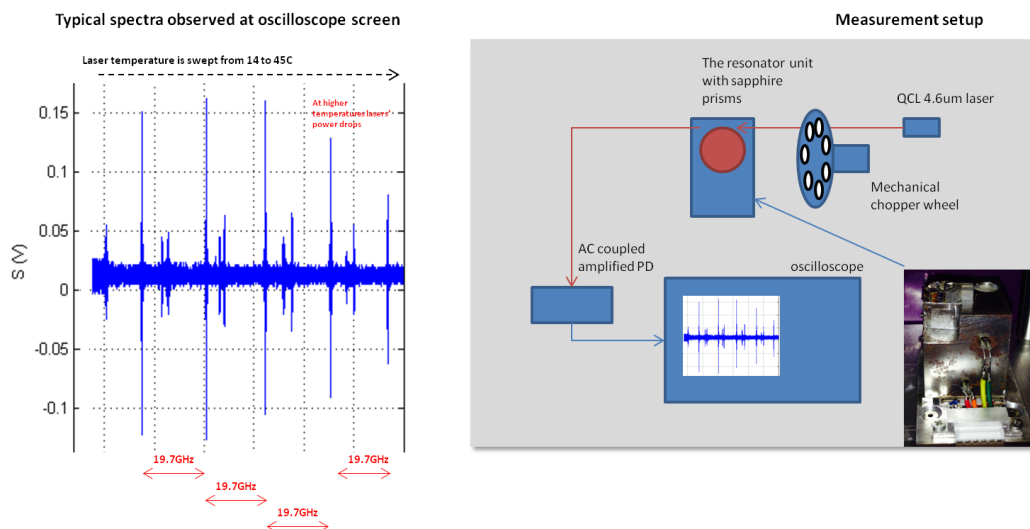 Typical spectra observed at oscilloscope screen
Laser temperature is swept from 14 to 45C
At higher
temperatures lasers'
power drops
S (V)
0.15
0.1
0.05
0
-0.05
-0.1
19.7GHz
19.7GHz
19.7GHz
19.7GHz
Measurement setup
The resonator unit
with sapphire
prisms
QCL 4.6um laser
Mechanical
chopper wheel
AC coupled
amplified PD
oscilloscope